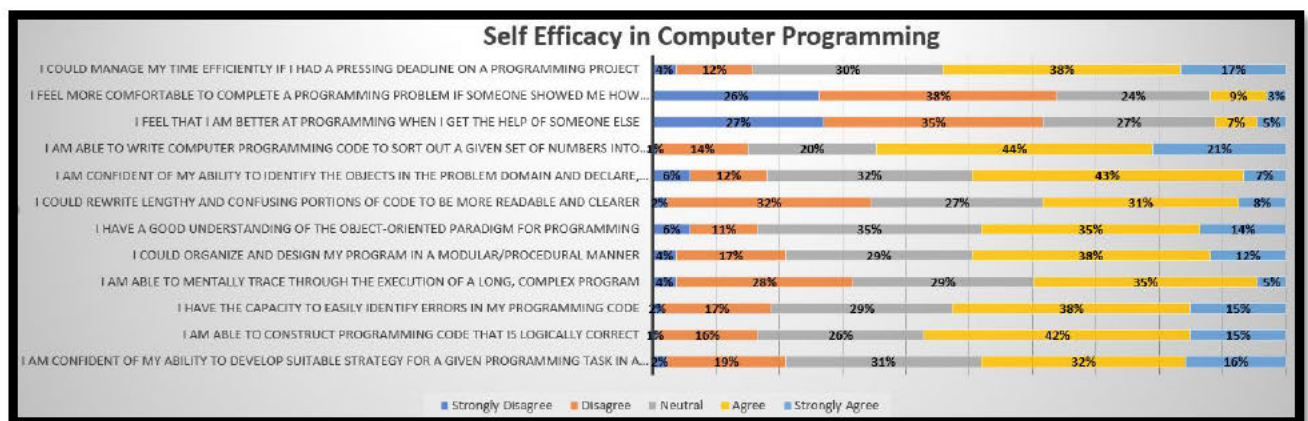 Self Efficacy in Computer Programming
I COULD MANAGE MY TIME EFFICIENTLY IF I HAD A PRESSING DEADLINE ON A PROGRAMMING PROJECT 4% 12% 30% 38% 17%
I FEEL MORE COMFORTABLE TO COMPLETE A PROGRAMMING PROBLEM IF SOMEONE SHOWED ME HOW... 26% 38% 24% 9% 3%
I FEEL THAT I AM BETTER AT PROGRAMMING WHEN I GET THE HELP OF SOMEONE ELSE 27% 35% 27% 7% 5%
I AM ABLE TO WRITE COMPUTER PROGRAMMING CODE TO SORT OUT A GIVEN SET OF NUMBERS INTO... 1% 14% 20% 44% 21%
I AM CONFIDENT OF MY ABILITY TO IDENTIFY THE OBJECTS IN THE PROBLEM DOMAIN AND DECLARE,... 6% 12% 32% 43% 7%
I COULD REWRITE LENGTHY AND CONFUSING PORTIONS OF CODE TO BE MORE READABLE AND CLEARER 2% 32% 27% 31% 8%
I HAVE A GOOD UNDERSTANDING OF THE OBJECT-ORIENTED PARADIGM FOR PROGRAMMING 6% 11% 35% 35% 14%
I COULD ORGANIZE AND DESIGN MY PROGRAM IN A MODULAR/PROCEDURAL MANNER 4% 17% 29% 38% 12%
I AM ABLE TO MENTALLY TRACE THROUGH THE EXECUTION OF A LONG, COMPLEX PROGRAM 4% 28% 29% 35% 5%
I HAVE THE CAPACITY TO EASILY IDENTIFY ERRORS IN MY PROGRAMMING CODE 2% 17% 29% 38% 15%
I AM ABLE TO CONSTRUCT PROGRAMMING CODE THAT IS LOGICALLY CORRECT 1% 16% 26% 42% 15%
I AM CONFIDENT OF MY ABILITY TO DEVELOP SUITABLE STRATEGY FOR A GIVEN PROGRAMMING TASK IN A... 2% 19% 31% 32% 16%
Strongly Disagree Disagree Neutral Agree Strongly Agree